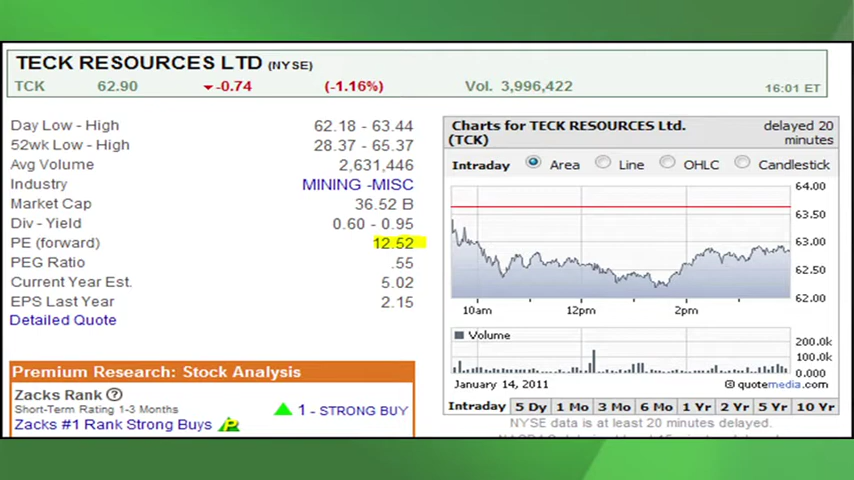 TECK RESOURCES LTD (NYSE)
TCK 62.90 -0.74 (-1.16%) Vol. 3,996,422 16:01 ET
Day Low - High 62.18 - 63.44
52wk Low - High 28.37 - 65.37
Avg Volume 2,631,446
Industry MINING -MISC
Market Cap 36.52 B
Div - Yield 0.60 - 0.95
PE (forward) 12.52
PEG Ratio .55
Current Year Est. 5.02
EPS Last Year 2.15
Detailed Quote
Premium Research: Stock Analysis
Zacks Rank ?
Short-Term Rating 1-3 Months
1 - STRONG BUY
Zacks #1 Rank Strong Buys P
Charts for TECK RESOURCES Ltd. delayed 20
(TCK) minutes
Intraday Area Line OHLC Candlestick
64.00
63.50
63.00
62.50
62.00
10am 12pm 2pm
Volume
200.0k
100.0k
0.000
January 14, 2011 quotemedia.com
Intraday 5 Dy 1 Mo 3 Mo 6 Mo 1 Yr 2 Yr 5 Yr 10 Yr
NYSE data is at least 20 minutes delayed.